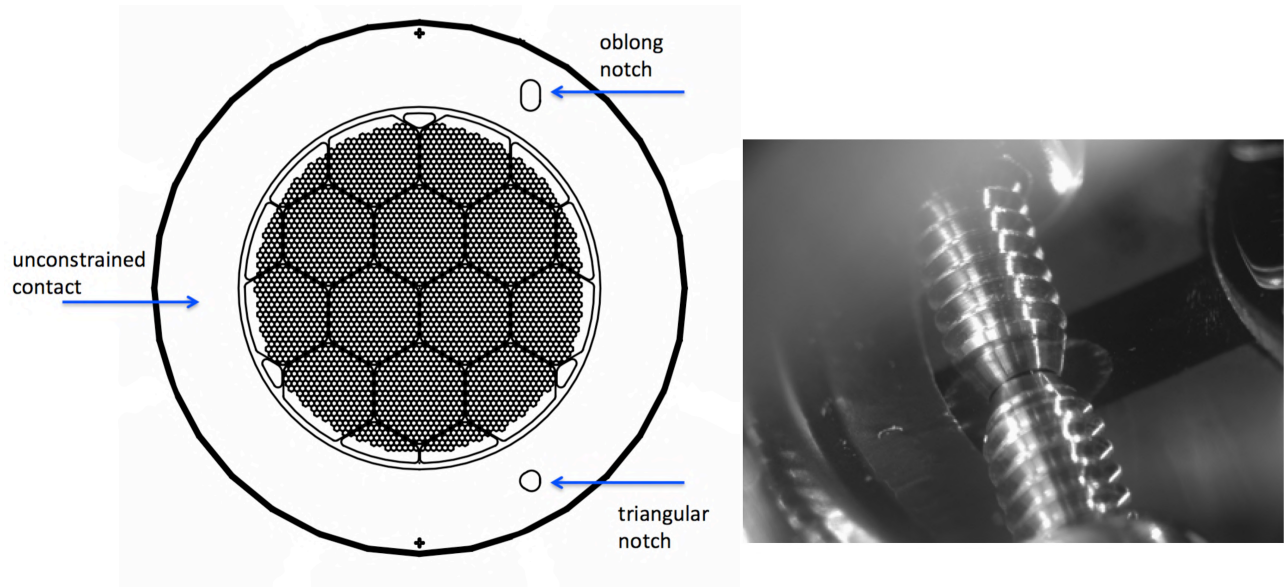 oblong
notch
unconstrained
contact
triangular
notch